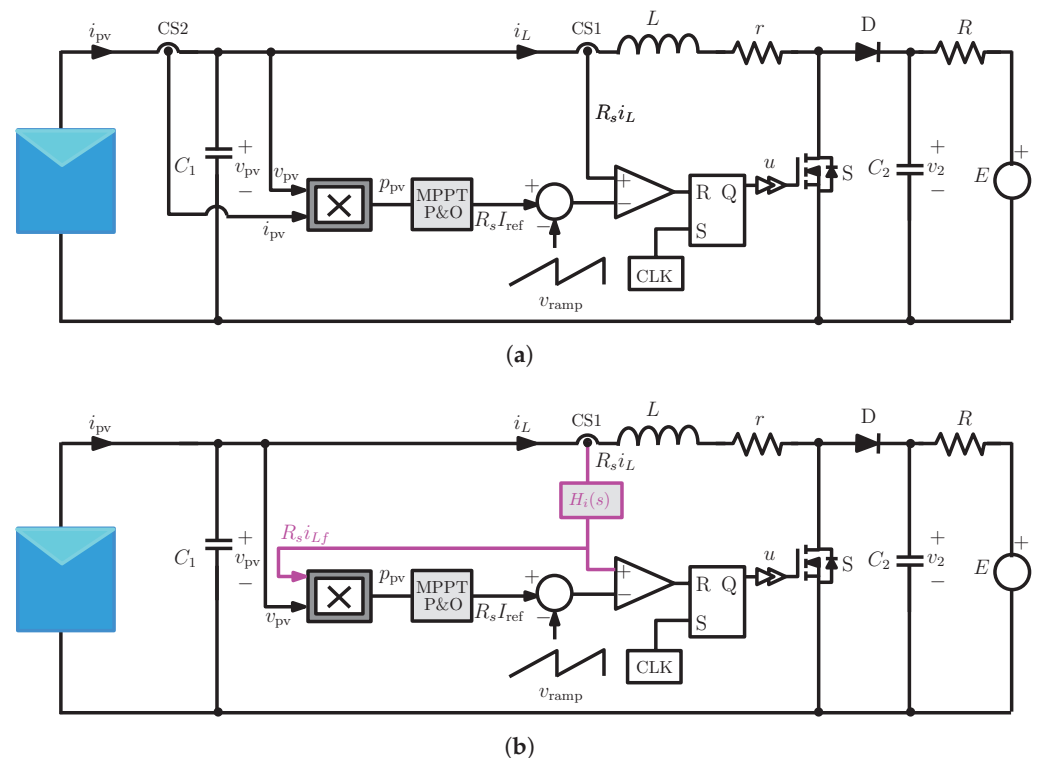 i_pv CS2 i_L CS1 L r D R
R_s i_L
C_1 + v_pv − v_pv
p_pv MPPT P&O R_s I_ref + −
i_pv
+ − R Q S u S
CLK
v_ramp
C_2 + v_2 − E +
(a)
i_pv i_L CS1 L r D R
R_s i_L
H_i(s)
R_s i_Lf
C_1 + v_pv −
p_pv MPPT P&O R_s I_ref + −
v_pv
+ − R Q S u S
CLK
v_ramp
C_2 + v_2 − E +
(b)